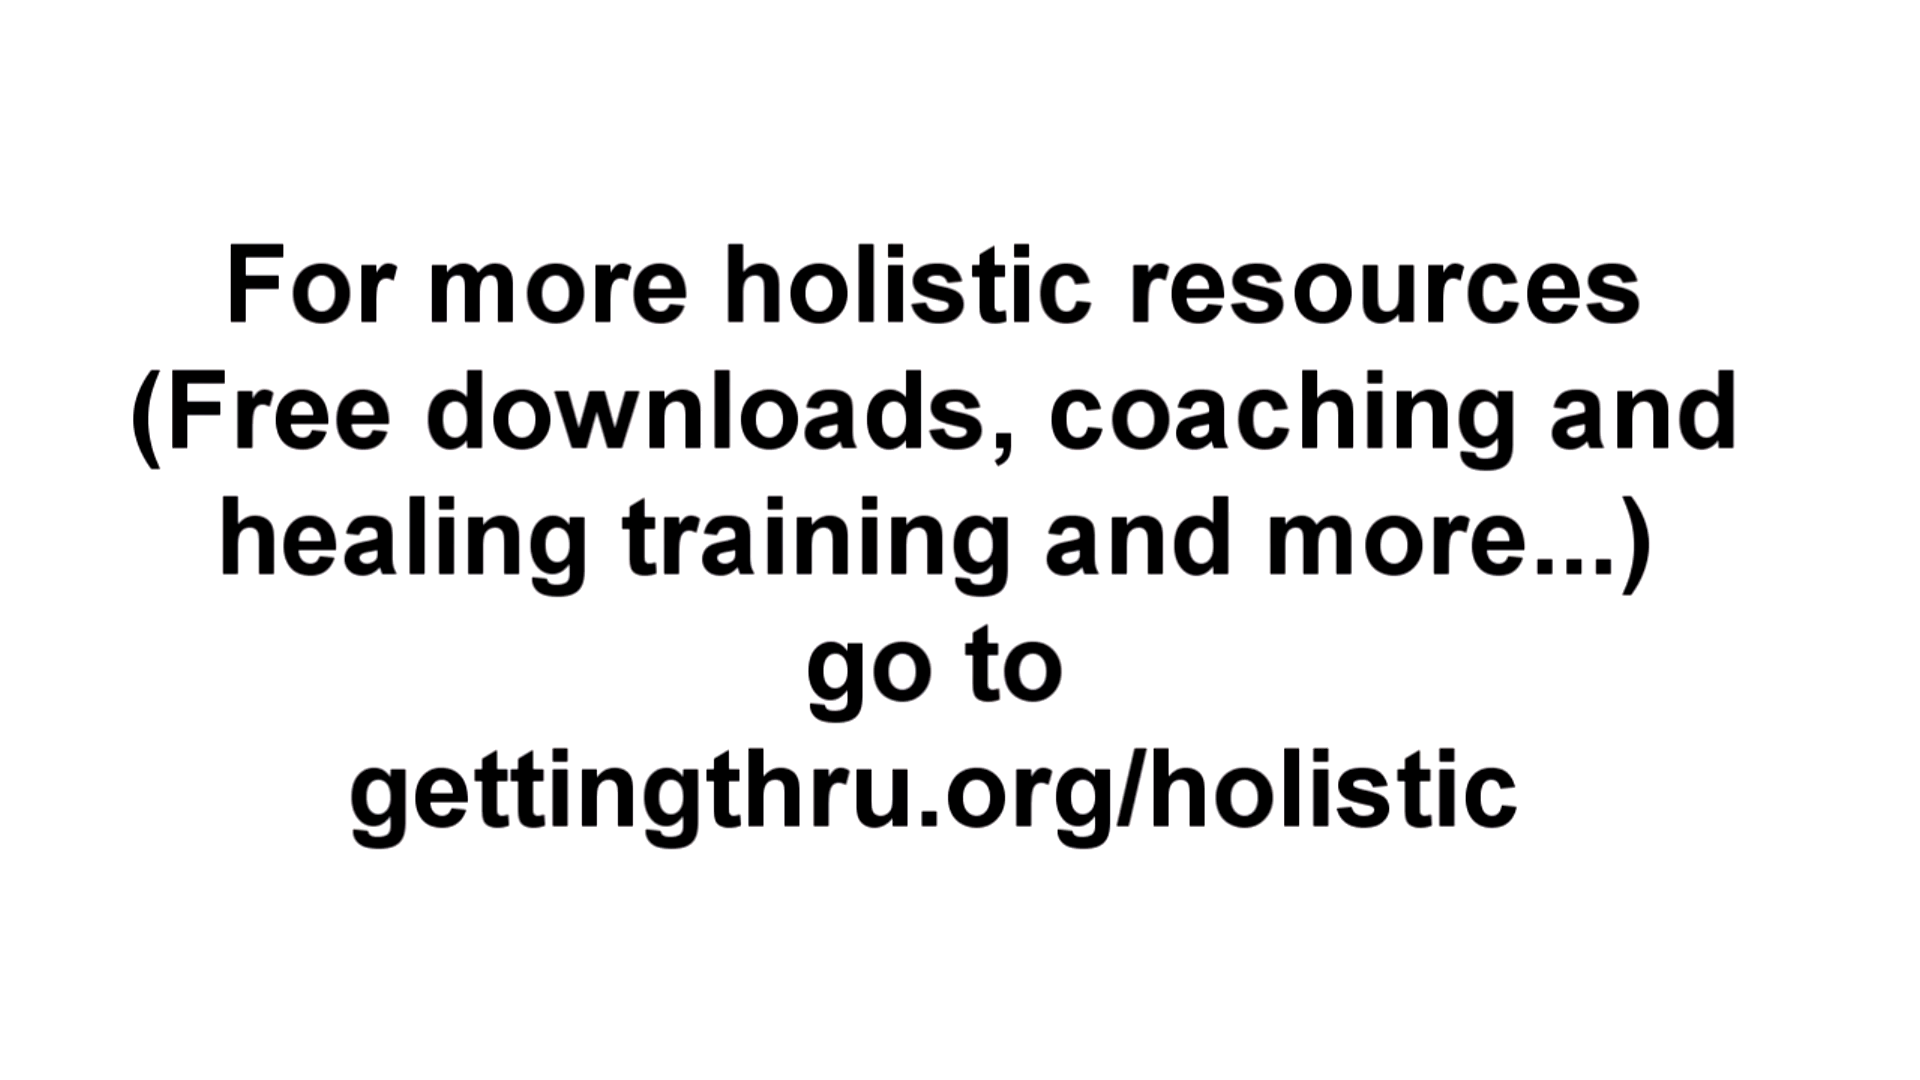 For more holistic resources
(Free downloads, coaching and
healing training and more...)
go to
gettingthru.org/holistic